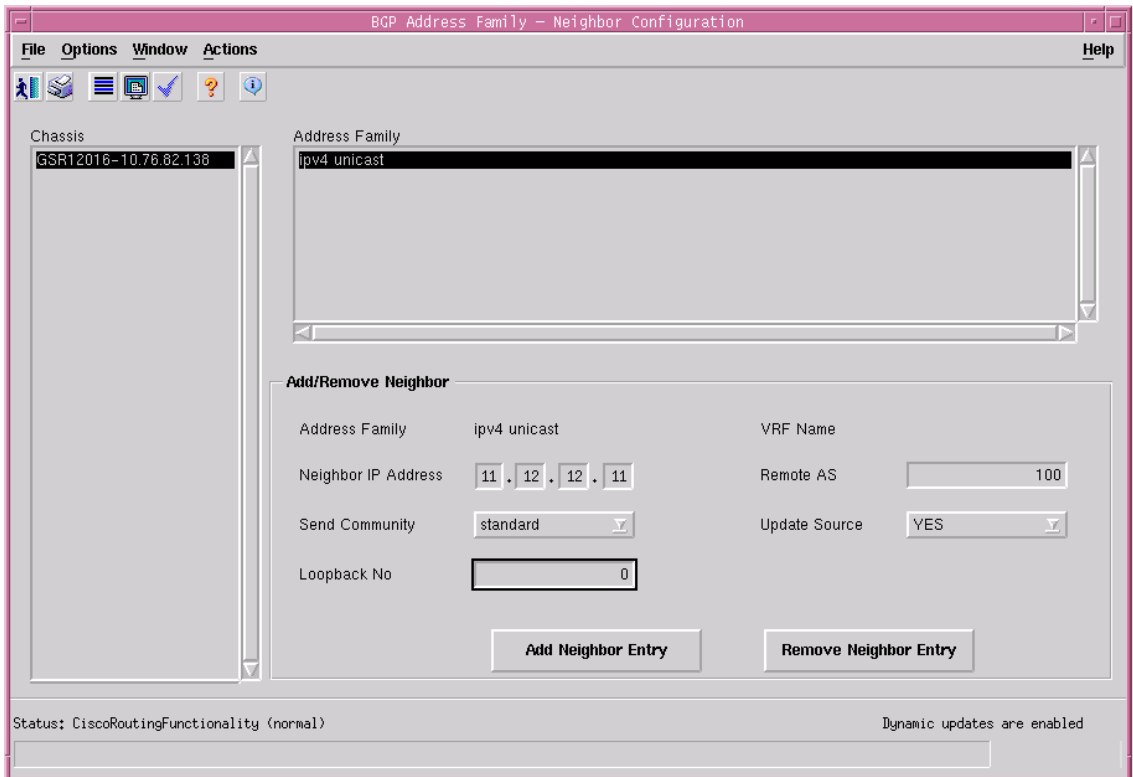 BGP Address Family – Neighbor Configuration
File Options Window Actions Help
Chassis
GSR12016-10.76.82.138
Address Family
ipv4 unicast
Add/Remove Neighbor
Address Family ipv4 unicast VRF Name
Neighbor IP Address 11 . 12 . 12 . 11 Remote AS 100
Send Community standard Update Source YES
Loopback No 0
Add Neighbor Entry Remove Neighbor Entry
Status: CiscoRoutingFunctionality (normal) Dynamic updates are enabled